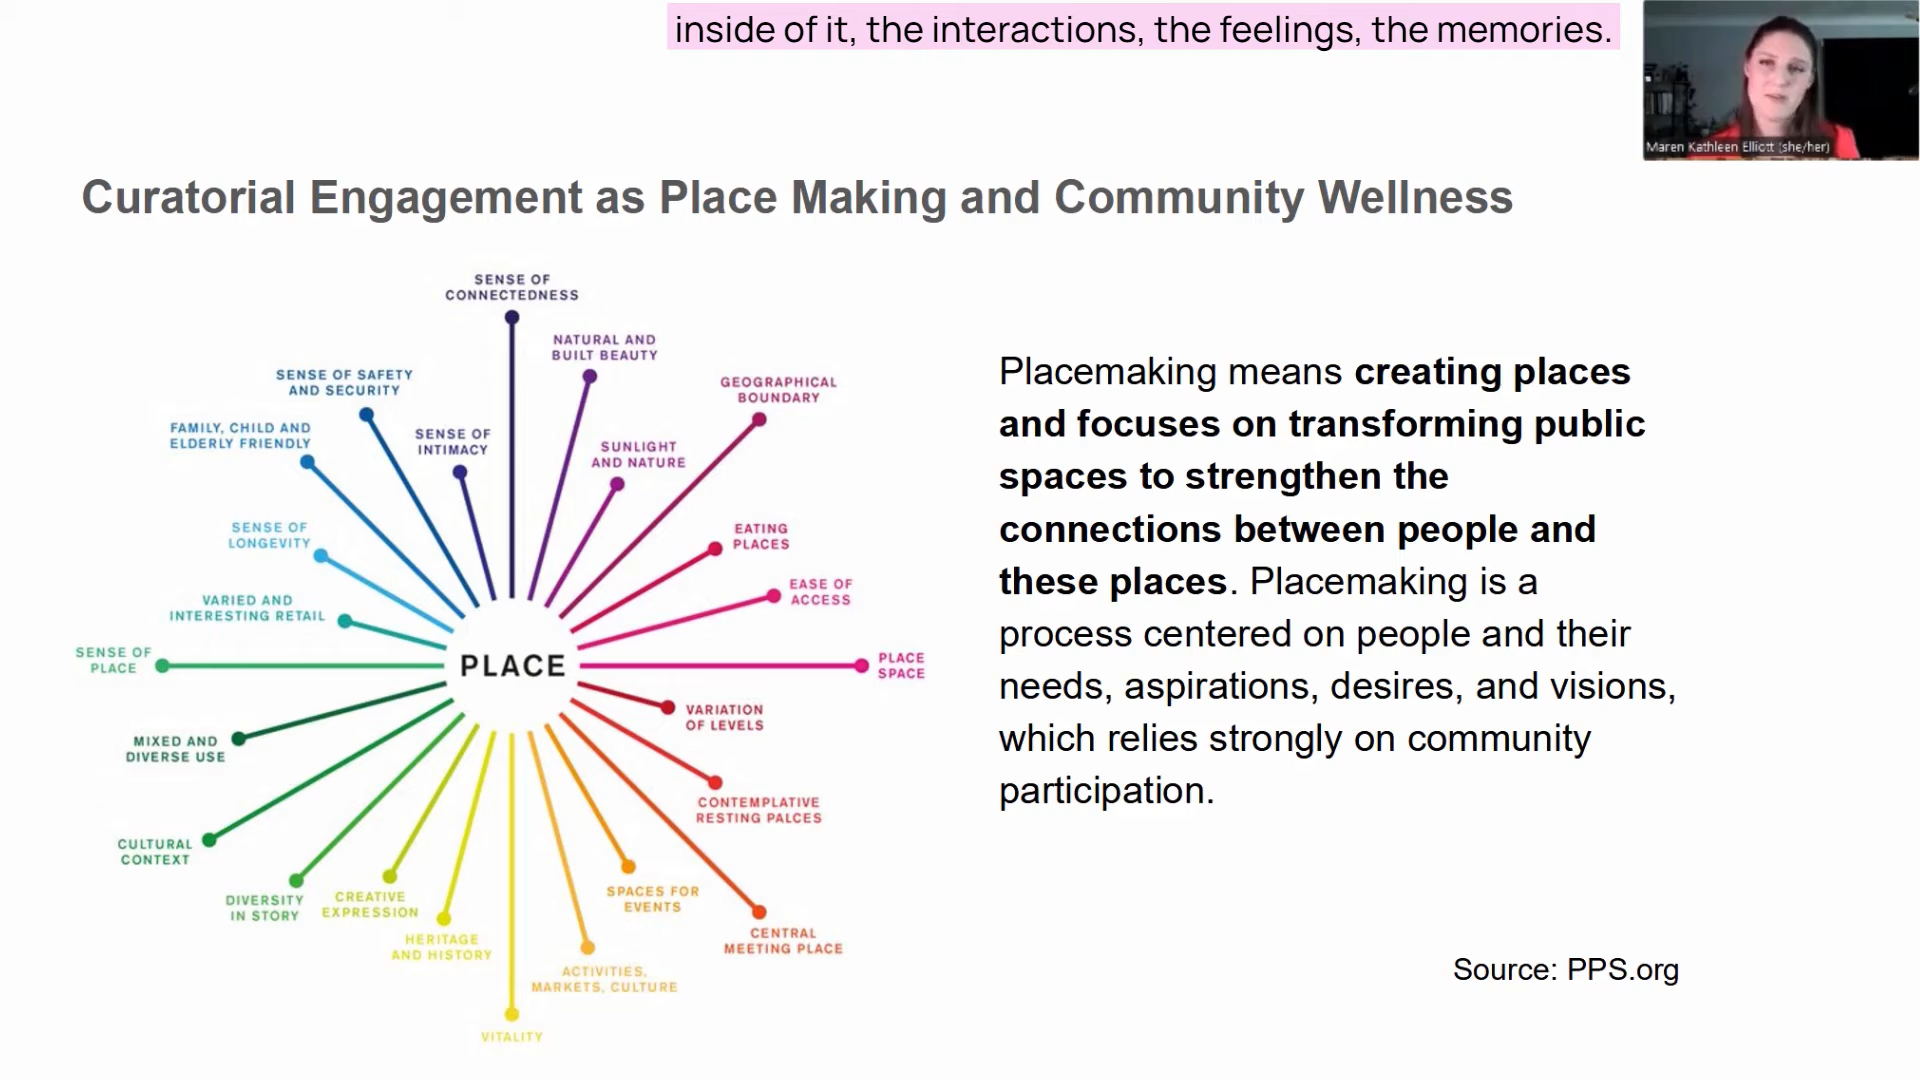 inside of it, the interactions, the feelings, the memories.
Maren Kathleen Elliott (she/her)
Curatorial Engagement as Place Making and Community Wellness
SENSE OF
CONNECTEDNESS
NATURAL AND
BUILT BEAUTY
GEOGRAPHICAL
BOUNDARY
SENSE OF SAFETY
AND SECURITY
FAMILY, CHILD AND
ELDERLY FRIENDLY
SENSE OF
INTIMACY
SUNLIGHT
AND NATURE
SENSE OF
LONGEVITY
EATING
PLACES
EASE OF
ACCESS
VARIED AND
INTERESTING RETAIL
SENSE OF
PLACE
PLACE
PLACE
SPACE
VARIATION
OF LEVELS
MIXED AND
DIVERSE USE
CONTEMPLATIVE
RESTING PALCES
CULTURAL
CONTEXT
DIVERSITY
IN STORY
CREATIVE
EXPRESSION
HERITAGE
AND HISTORY
SPACES FOR
EVENTS
CENTRAL
MEETING PLACE
ACTIVITIES,
MARKETS, CULTURE
VITALITY
Placemaking means creating places
and focuses on transforming public
spaces to strengthen the
connections between people and
these places. Placemaking is a
process centered on people and their
needs, aspirations, desires, and visions,
which relies strongly on community
participation.
Source: PPS.org